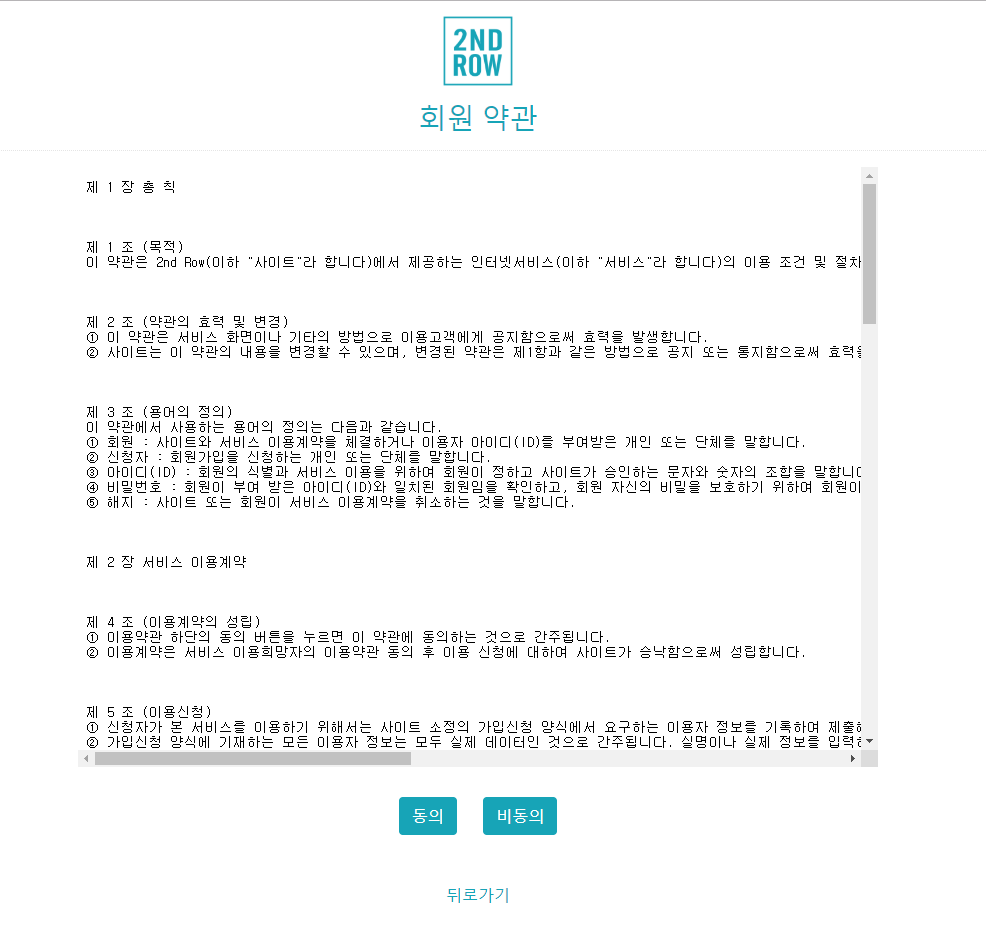 2ND
ROW
회원 약관
제 1 장 총 칙
제 1 조 (목적)
이 약관은 2nd Row(이하 "사이트"라 합니다)에서 제공하는 인터넷서비스(이하 "서비스"라 합니다)의 이용 조건 및 절차
제 2 조 (약관의 효력 및 변경)
① 이 약관은 서비스 화면이나 기타의 방법으로 이용고객에게 공지함으로써 효력을 발생합니다.
② 사이트는 이 약관의 내용을 변경할 수 있으며, 변경된 약관은 제1항과 같은 방법으로 공지 또는 통지함으로써 효력을
제 3 조 (용어의 정의)
이 약관에서 사용하는 용어의 정의는 다음과 같습니다.
① 회원 : 사이트와 서비스 이용계약을 체결하거나 이용자 아이디(ID)를 부여받은 개인 또는 단체를 말합니다.
② 신청자 : 회원가입을 신청하는 개인 또는 단체를 말합니다.
③ 아이디(ID) : 회원의 식별과 서비스 이용을 위하여 회원이 정하고 사이트가 승인하는 문자와 숫자의 조합을 말합니다
④ 비밀번호 : 회원이 부여 받은 아이디(ID)와 일치된 회원임을 확인하고, 회원 자신의 비밀을 보호하기 위하여 회원이
⑤ 해지 : 사이트 또는 회원이 서비스 이용계약을 취소하는 것을 말합니다.
제 2 장 서비스 이용계약
제 4 조 (이용계약의 성립)
① 이용약관 하단의 동의 버튼을 누르면 이 약관에 동의하는 것으로 간주됩니다.
② 이용계약은 서비스 이용희망자의 이용약관 동의 후 이용 신청에 대하여 사이트가 승낙함으로써 성립합니다.
제 5 조 (이용신청)
① 신청자가 본 서비스를 이용하기 위해서는 사이트 소정의 가입신청 양식에서 요구하는 이용자 정보를 기록하여 제출해
② 가입신청 양식에 기재하는 모든 이용자 정보는 모두 실제 데이터인 것으로 간주됩니다. 실명이나 실제 정보를 입력하
동의
비동의
뒤로가기